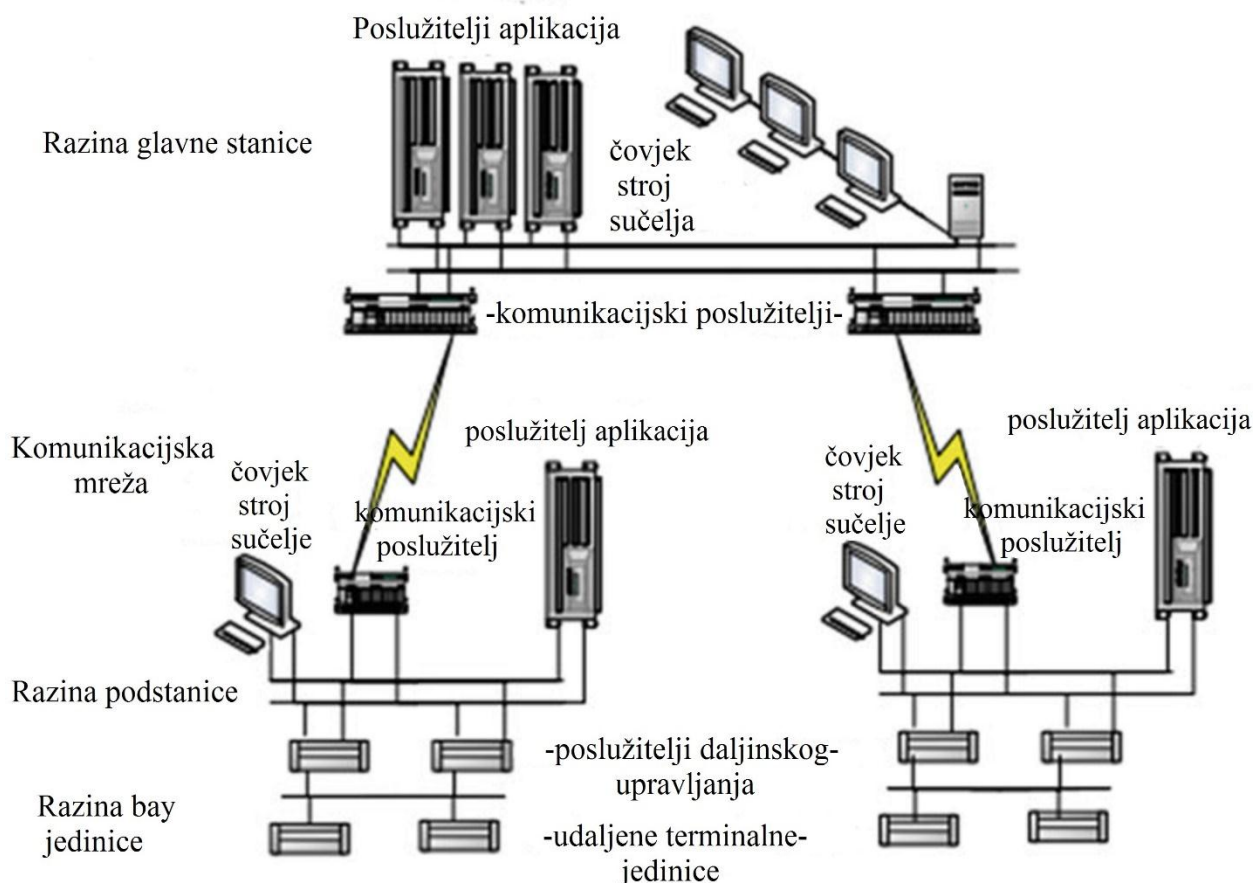 Poslužitelji aplikacija
Razina glavne stanice
čovjek
stroj
sučelja
-komunikacijski poslužitelji-
Komunikacijska
mreža
čovjek
stroj
sučelje
poslužitelj aplikacija
komunikacijski
poslužitelj
čovjek
stroj
sučelje
poslužitelj aplikacija
komunikacijski
poslužitelj
Razina podstanice
-poslužitelji daljinskog-
upravljanja
Razina bay
jedinice
-udaljene terminalne-
jedinice